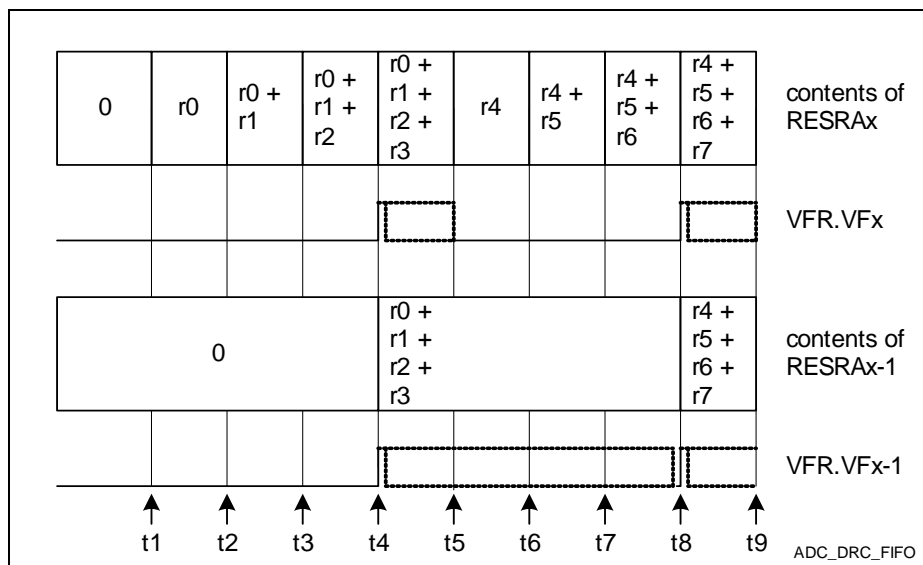 0
r0
r0 +
r1
r0 +
r1 +
r2
r0 +
r1 +
r2 +
r3
r4
r4 +
r5
r4 +
r5 +
r6
r4 +
r5 +
r6 +
r7
contents of
RESRAx
VFR.VFx
0
r0 +
r1 +
r2 +
r3
r4 +
r5 +
r6 +
r7
contents of
RESRAx-1
VFR.VFx-1
t1 t2 t3 t4 t5 t6 t7 t8 t9
ADC_DRC_FIFO